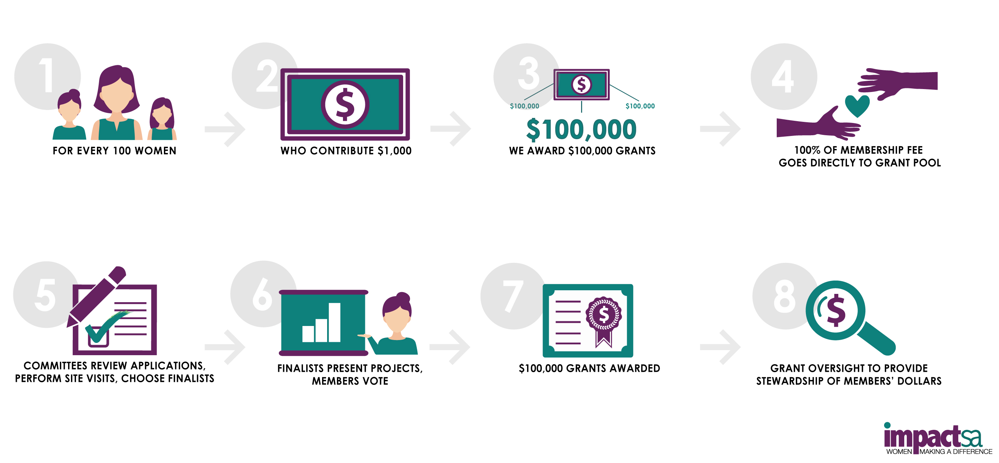 1
FOR EVERY 100 WOMEN
2
$
WHO CONTRIBUTE $1,000
3
$
$100,000
$100,000
$100,000
WE AWARD $100,000 GRANTS
4
100% OF MEMBERSHIP FEE
GOES DIRECTLY TO GRANT POOL
5
COMMITTEES REVIEW APPLICATIONS,
PERFORM SITE VISITS, CHOOSE FINALISTS
6
FINALISTS PRESENT PROJECTS,
MEMBERS VOTE
7
$
$100,000 GRANTS AWARDED
8
$
GRANT OVERSIGHT TO PROVIDE
STEWARDSHIP OF MEMBERS’ DOLLARS
impactsa
WOMEN MAKING A DIFFERENCE